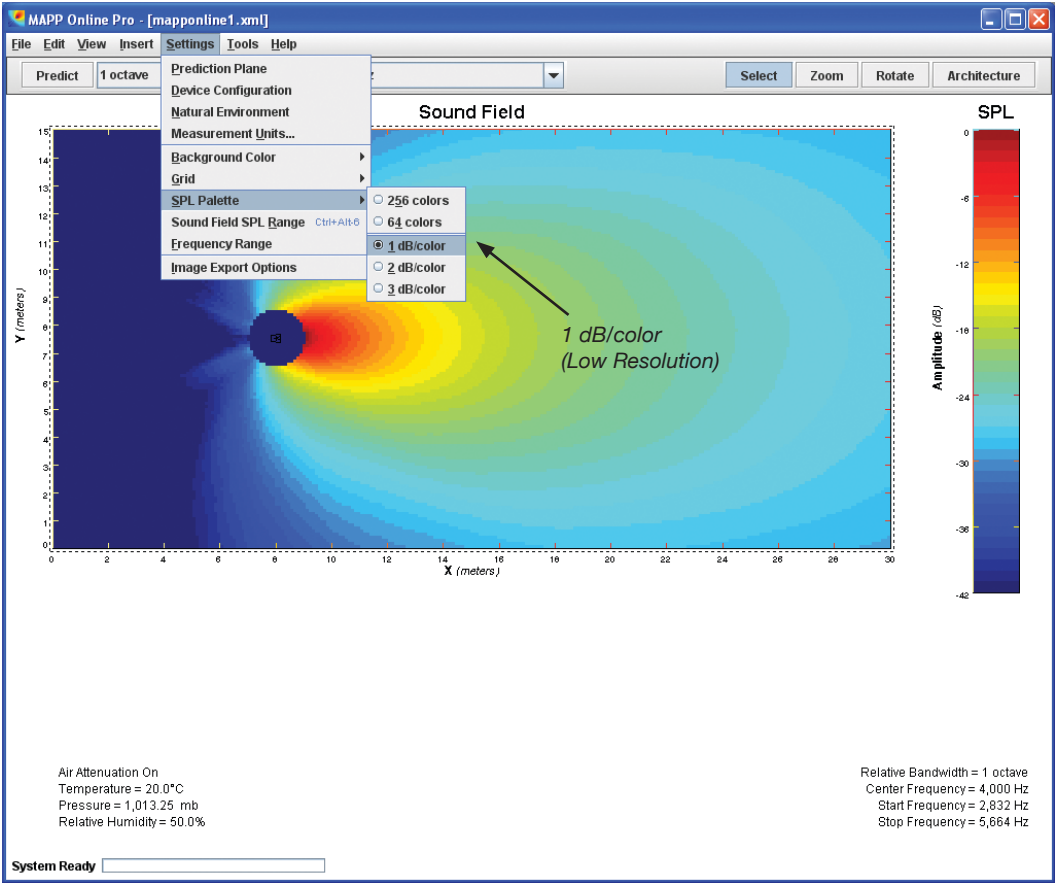 MAPP Online Pro - [mapponline1.xml]
File Edit View Insert Settings Tools Help
Predict 1 octave z Select Zoom Rotate Architecture
Prediction Plane
Device Configuration
Natural Environment
Measurement Units...
Background Color
Grid
SPL Palette
Sound Field SPL Range Ctrl+Alt-6
Frequency Range
Image Export Options
256 colors
64 colors
1 dB/color
2 dB/color
3 dB/color
1 dB/color
(Low Resolution)
Sound Field
15
13
12
11
10
9
8
7
6
5
4
3
2
1
0
Y (meters)
0 2 4 6 8 10 12 14 16 18 20 22 24 26 28 30
X (meters)
SPL
0
-6
-12
-18
-24
-30
-36
-42
Amplitude (dB)
Air Attenuation On
Temperature = 20.0°C
Pressure = 1,013.25 mb
Relative Humidity = 50.0%
Relative Bandwidth = 1 octave
Center Frequency = 4,000 Hz
Start Frequency = 2,832 Hz
Stop Frequency = 5,664 Hz
System Ready